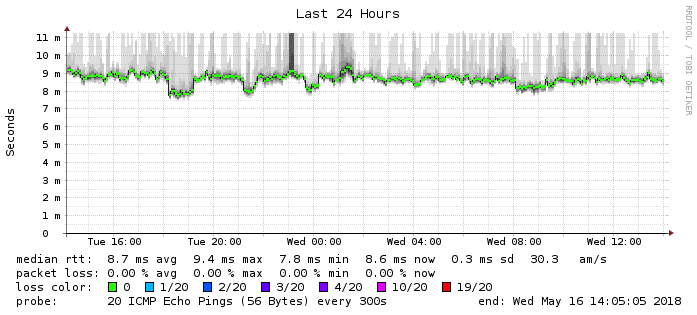 Last 24 Hours
RRDTOOL / TOBI OETIKER
Seconds
11 m
10 m
9 m
8 m
7 m
6 m
5 m
4 m
3 m
2 m
1 m
0
Tue 16:00 Tue 20:00 Wed 00:00 Wed 04:00 Wed 08:00 Wed 12:00
median rtt: 8.7 ms avg 9.4 ms max 7.8 ms min 8.6 ms now 0.3 ms sd 30.3 am/s
packet loss: 0.00 % avg 0.00 % max 0.00 % min 0.00 % now
loss color: 0 1/20 2/20 3/20 4/20 10/20 19/20
probe: 20 ICMP Echo Pings (56 Bytes) every 300s end: Wed May 16 14:05:05 2018